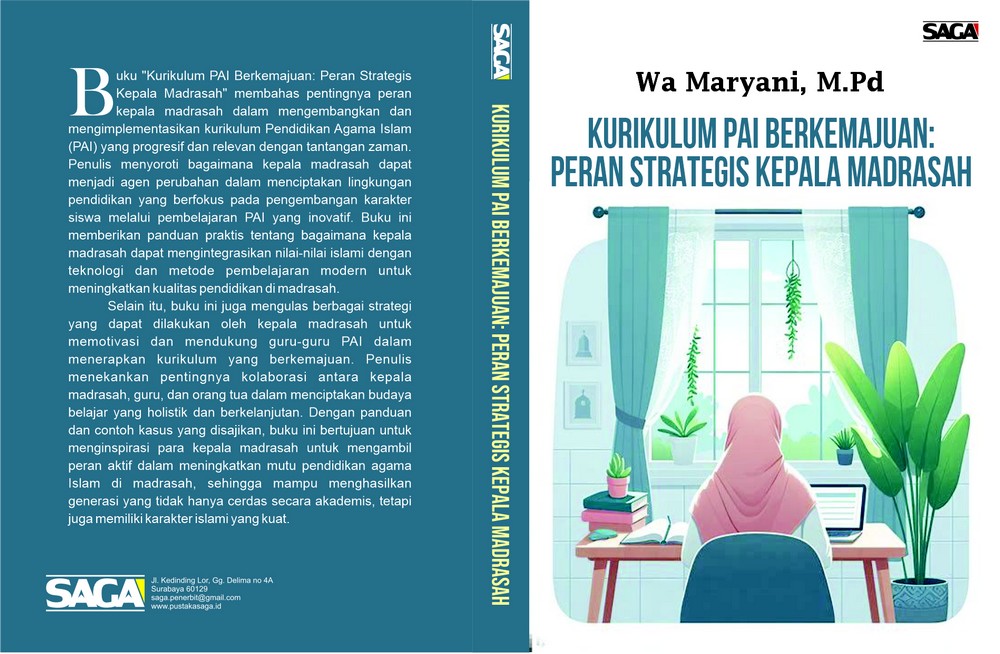 Buku "Kurikulum PAI Berkemajuan: Peran Strategis
Kepala Madrasah" membahas pentingnya peran
kepala madrasah dalam mengembangkan dan
mengimplementasikan kurikulum Pendidikan Agama Islam
(PAI) yang progresif dan relevan dengan tantangan zaman.
Penulis menyoroti bagaimana kepala madrasah dapat
menjadi agen perubahan dalam menciptakan lingkungan
pendidikan yang berfokus pada pengembangan karakter
siswa melalui pembelajaran PAI yang inovatif. Buku ini
memberikan panduan praktis tentang bagaimana kepala
madrasah dapat mengintegrasikan nilai-nilai islami dengan
teknologi dan metode pembelajaran modern untuk
meningkatkan kualitas pendidikan di madrasah.
Selain itu, buku ini juga mengulas berbagai strategi
yang dapat dilakukan oleh kepala madrasah untuk
memotivasi dan mendukung guru-guru PAI dalam
menerapkan kurikulum yang berkemajuan. Penulis
menekankan pentingnya kolaborasi antara kepala
madrasah, guru, dan orang tua dalam menciptakan budaya
belajar yang holistik dan berkelanjutan. Dengan panduan
dan contoh kasus yang disajikan, buku ini bertujuan untuk
menginspirasi para kepala madrasah untuk mengambil
peran aktif dalam meningkatkan mutu pendidikan agama
Islam di madrasah, sehingga mampu menghasilkan
generasi yang tidak hanya cerdas secara akademis, tetapi
juga memiliki karakter islami yang kuat.
SAGA
Jl. Kedinding Lor, Gg. Delima no 4A
Surabaya 60129
saga.penerbit@gmail.com
www.pustakasaga.id
SAGA
KURIKULUM PAI BERKEMAJUAN: PERAN STRATEGIS KEPALA MADRASAH
SAGA
Wa Maryani, M.Pd
KURIKULUM PAI BERKEMAJUAN:
PERAN STRATEGIS KEPALA MADRASAH